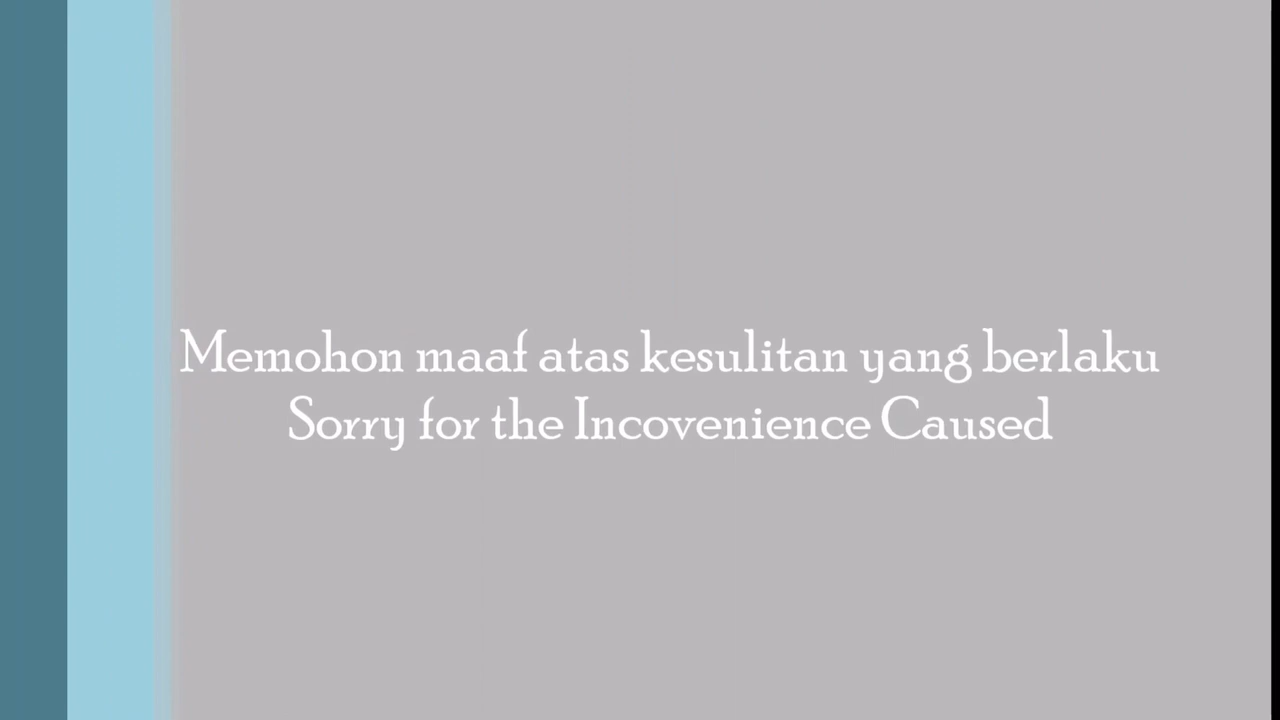 Memohon maaf atas kesulitan yang berlaku
Sorry for the Incovenience Caused